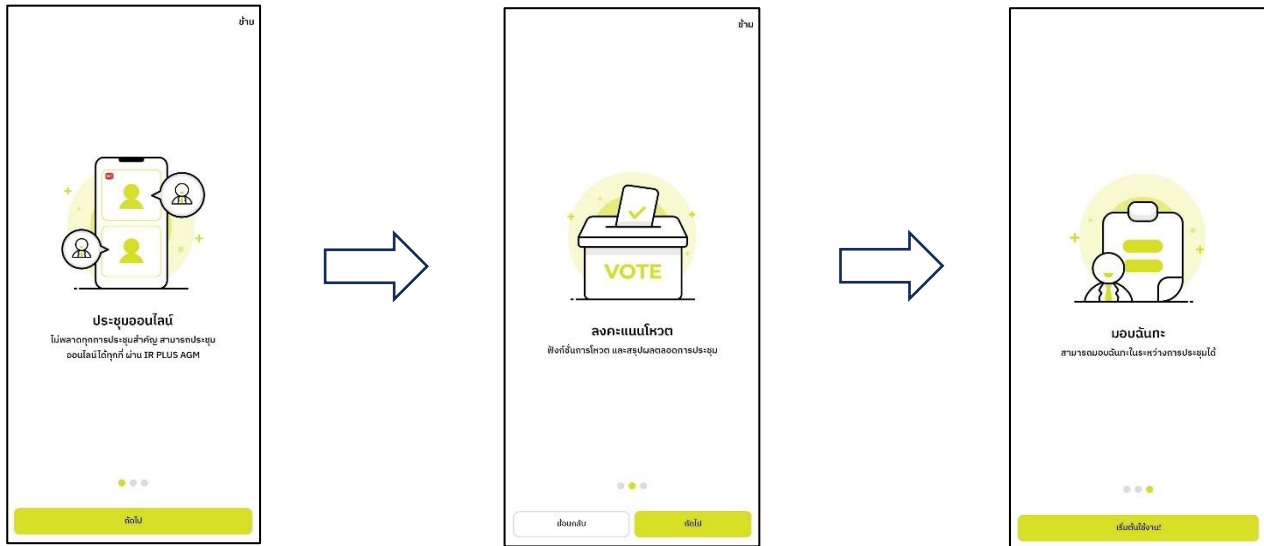 ข้าม
ประชุมออนไลน์
ไม่พลาดทุกการประชุมสำคัญ สามารถประชุม
ออนไลน์ได้ทุกที่ ผ่าน IR PLUS AGM
ถัดไป
ข้าม
VOTE
ลงคะแนนโหวต
ฟังก์ชั่นการโหวต และสรุปผลตลอดการประชุม
ย้อนกลับ
ถัดไป
มอบฉันทะ
สามารถมอบฉันทะในระหว่างการประชุมได้
เริ่มต้นใช้งาน!